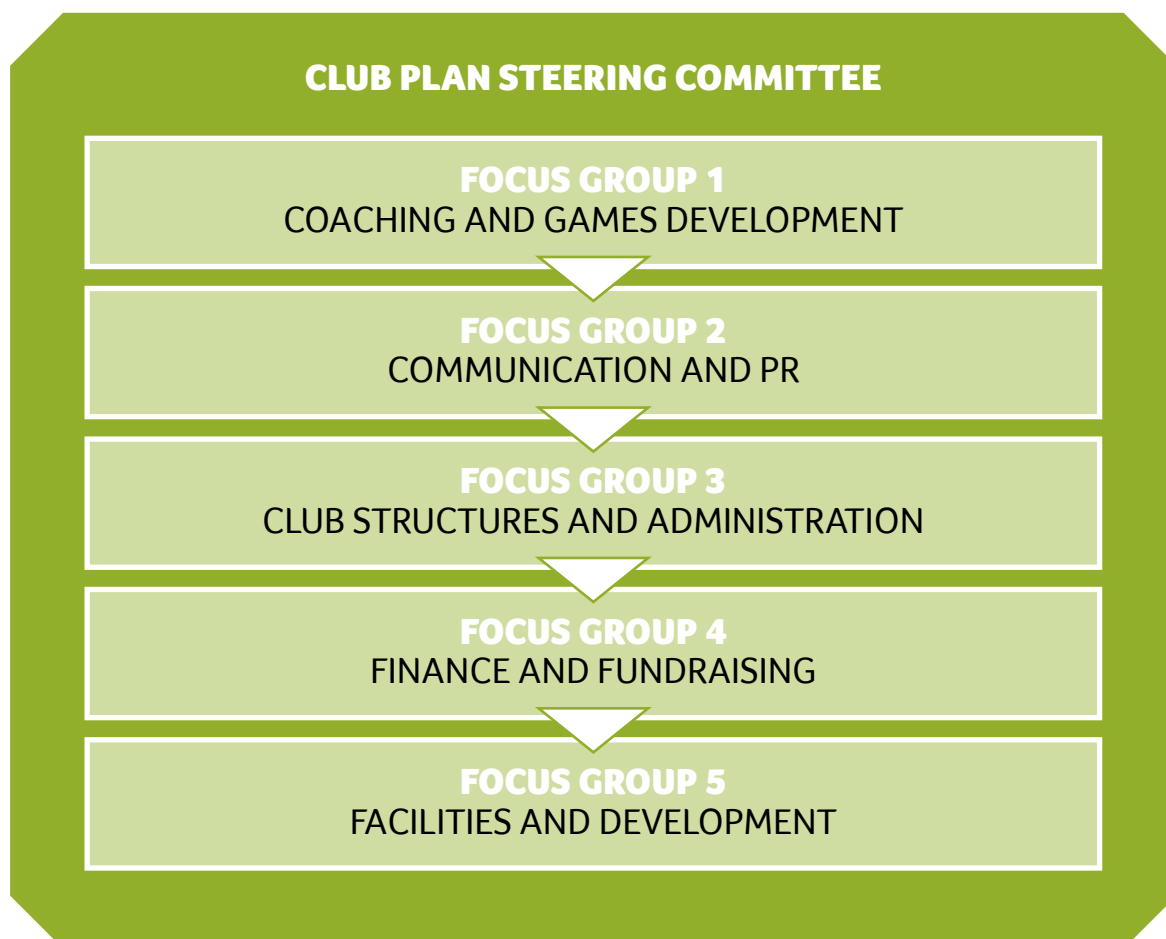 CLUB PLAN STEERING COMMITTEE
FOCUS GROUP 1
COACHING AND GAMES DEVELOPMENT
FOCUS GROUP 2
COMMUNICATION AND PR
FOCUS GROUP 3
CLUB STRUCTURES AND ADMINISTRATION
FOCUS GROUP 4
FINANCE AND FUNDRAISING
FOCUS GROUP 5
FACILITIES AND DEVELOPMENT